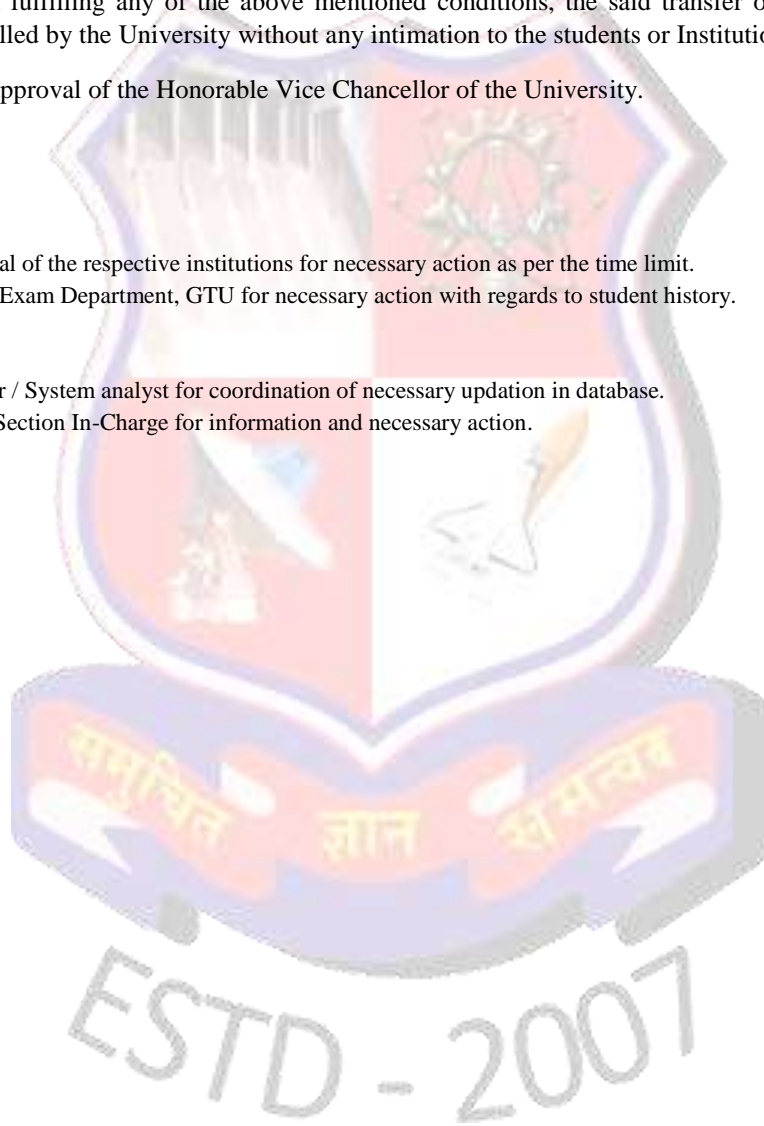 fulfilling any of the above mentioned conditions, the said transfer o
lled by the University without any intimation to the students or Institutio
pproval of the Honorable Vice Chancellor of the University.
al of the respective institutions for necessary action as per the time limit.
Exam Department, GTU for necessary action with regards to student history.
r / System analyst for coordination of necessary updation in database.
Section In-Charge for information and necessary action.
समुचित ज्ञान समन्वय
ESTD - 2007